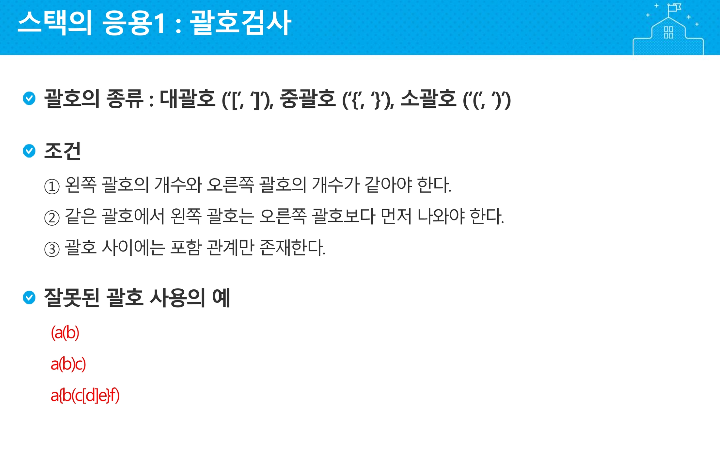 스택의 응용1 : 괄호검사
괄호의 종류 : 대괄호 (‘[’, ‘]’), 중괄호 (‘{’, ‘}’), 소괄호 (‘(’, ‘)’)
조건
① 왼쪽 괄호의 개수와 오른쪽 괄호의 개수가 같아야 한다.
② 같은 괄호에서 왼쪽 괄호는 오른쪽 괄호보다 먼저 나와야 한다.
③ 괄호 사이에는 포함 관계만 존재한다.
잘못된 괄호 사용의 예
(a(b)
a(b)c)
a{b(c[d]e}f)